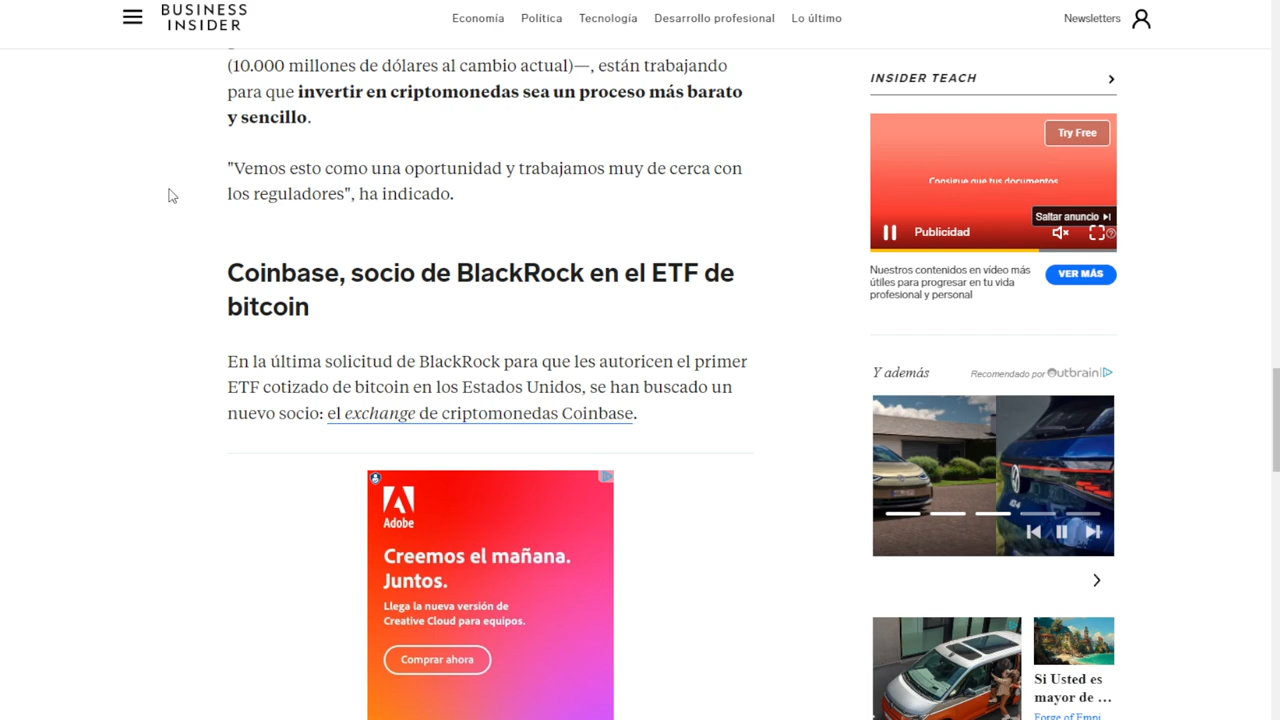 BUSINESS
INSIDER
Economía
Política
Tecnología
Desarrollo profesional
Lo último
Newsletters
(10.000 millones de dólares al cambio actual)—, están trabajando
para que invertir en criptomonedas sea un proceso más barato
y sencillo.
"Vemos esto como una oportunidad y trabajamos muy de cerca con
los reguladores", ha indicado.
Coinbase, socio de BlackRock en el ETF de
bitcoin
En la última solicitud de BlackRock para que les autoricen el primer
ETF cotizado de bitcoin en los Estados Unidos, se han buscado un
nuevo socio: el exchange de criptomonedas Coinbase.
Adobe
Creemos el mañana.
Juntos.
Llega la nueva versión de
Creative Cloud para equipos.
Comprar ahora
INSIDER TEACH
Try Free
Consigue que tus documentos
Saltar anuncio
Publicidad
Nuestros contenidos en vídeo más
útiles para progresar en tu vida
profesional y personal
VER MÁS
Y además
Recomendado por Outbrain
Si Usted es
mayor de ...
Forge of Empi